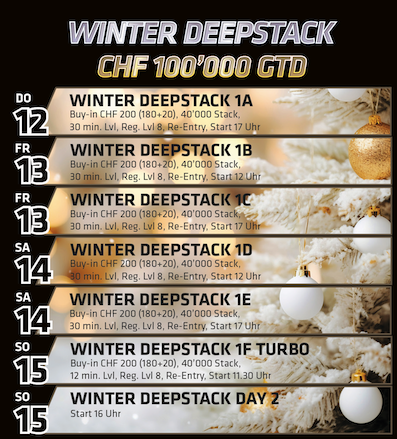 WINTER DEEPSTACK
CHF 100'000 GTD
DO
12
WINTER DEEPSTACK 1A
Buy-in CHF 200 (180+20), 40'000 Stack,
30 min. Lvl, Reg. Lvl 8, Re-Entry, Start 17 Uhr
FR
13
WINTER DEEPSTACK 1B
Buy-in CHF 200 (180+20), 40'000 Stack,
30 min. Lvl, Reg. Lvl 8, Re-Entry, Start 12 Uhr
FR
13
WINTER DEEPSTACK 1C
Buy-in CHF 200 (180+20), 40'000 Stack,
30 min. Lvl, Reg. Lvl 8, Re-Entry, Start 17 Uhr
SA
14
WINTER DEEPSTACK 1D
Buy-in CHF 200 (180+20), 40'000 Stack,
30 min. Lvl, Reg. Lvl 8, Re-Entry, Start 12 Uhr
SA
14
WINTER DEEPSTACK 1E
Buy-in CHF 200 (180+20), 40'000 Stack,
30 min. Lvl, Reg. Lvl 8, Re-Entry, Start 17 Uhr
SO
15
WINTER DEEPSTACK 1F TURBO
Buy-in CHF 200 (180+20), 40'000 Stack,
12 min. Lvl, Reg. Lvl 8, Re-Entry, Start 11.30 Uhr
SO
15
WINTER DEEPSTACK DAY 2
Start 16 Uhr